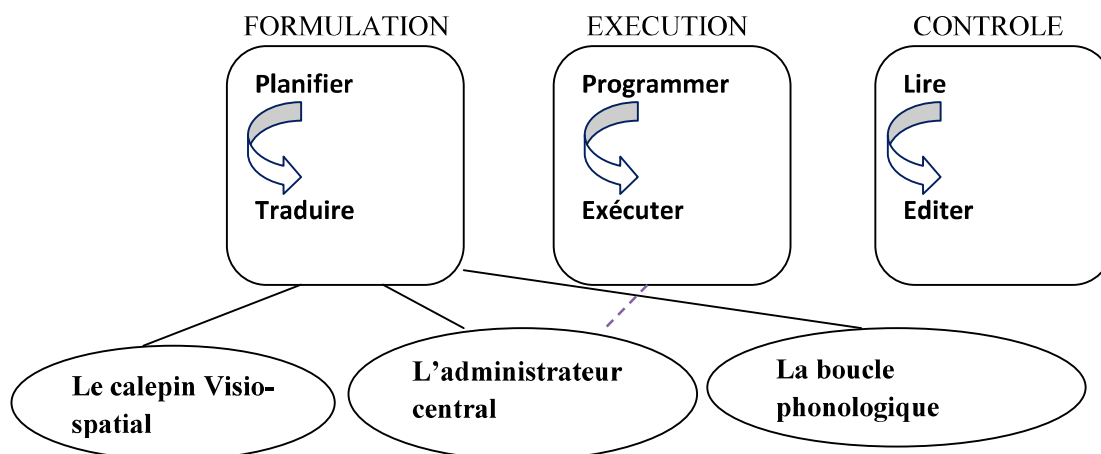 FORMULATION
EXECUTION
CONTROLE
Planifier
Programmer
Lire
Traduire
Exécuter
Editer
Le calepin Visio-
spatial
L’administrateur
central
La boucle
phonologique